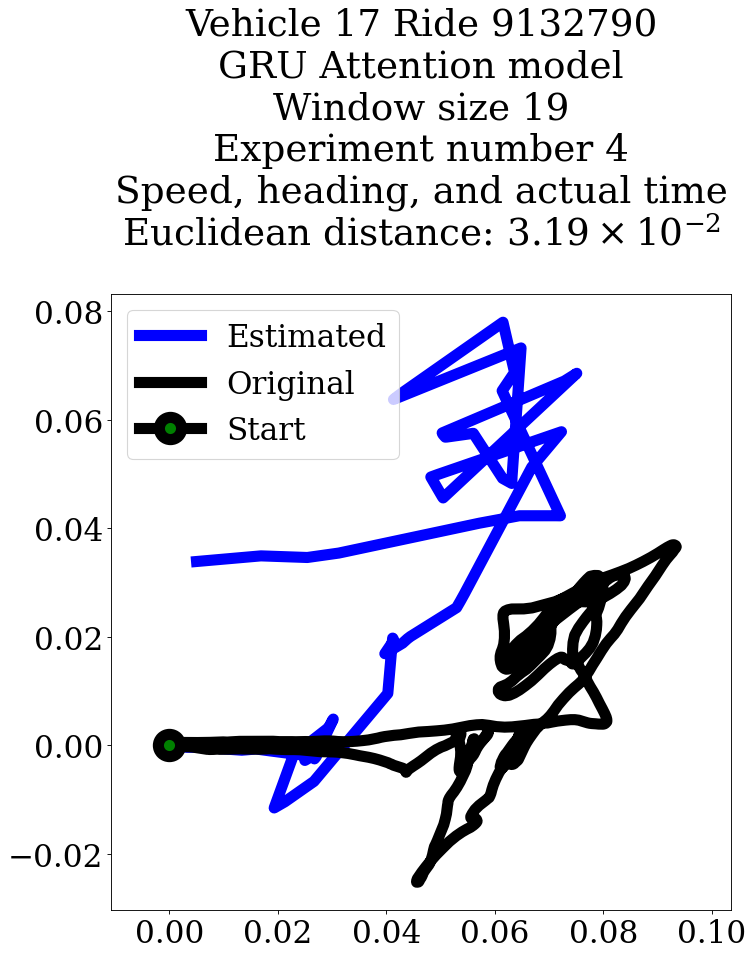 Vehicle 17 Ride 9132790
GRU Attention model
Window size 19
Experiment number 4
Speed, heading, and actual time
Euclidean distance: 3.19 × 10⁻²
Estimated
Original
Start
0.08
0.06
0.04
0.02
0.00
−0.02
0.00 0.02 0.04 0.06 0.08 0.10